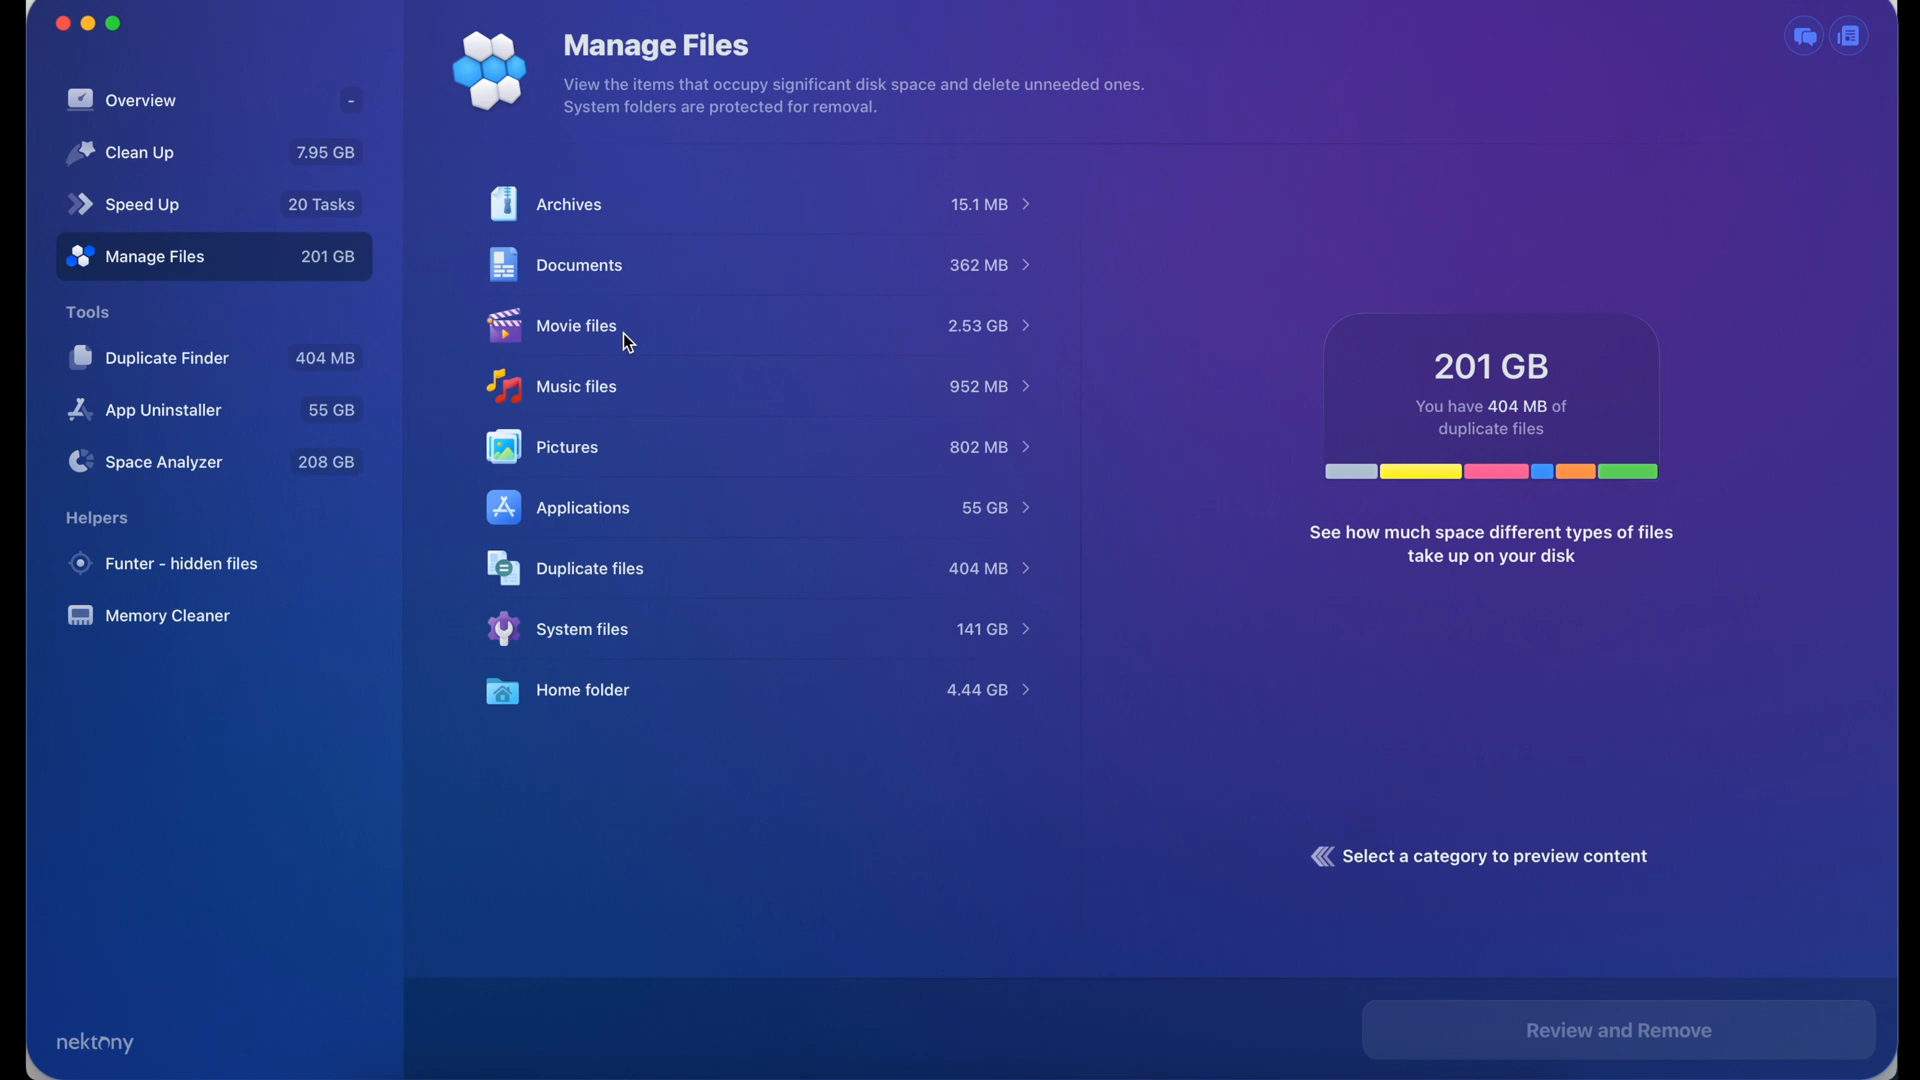 Overview -
Clean Up 7.95 GB
Speed Up 20 Tasks
Manage Files 201 GB
Tools
Duplicate Finder 404 MB
App Uninstaller 55 GB
Space Analyzer 208 GB
Helpers
Funter - hidden files
Memory Cleaner
nektony
Manage Files
View the items that occupy significant disk space and delete unneeded ones.
System folders are protected for removal.
Archives 15.1 MB
Documents 362 MB
Movie files 2.53 GB
Music files 952 MB
Pictures 802 MB
Applications 55 GB
Duplicate files 404 MB
System files 141 GB
Home folder 4.44 GB
201 GB
You have 404 MB of
duplicate files
See how much space different types of files
take up on your disk
Select a category to preview content
Review and Remove